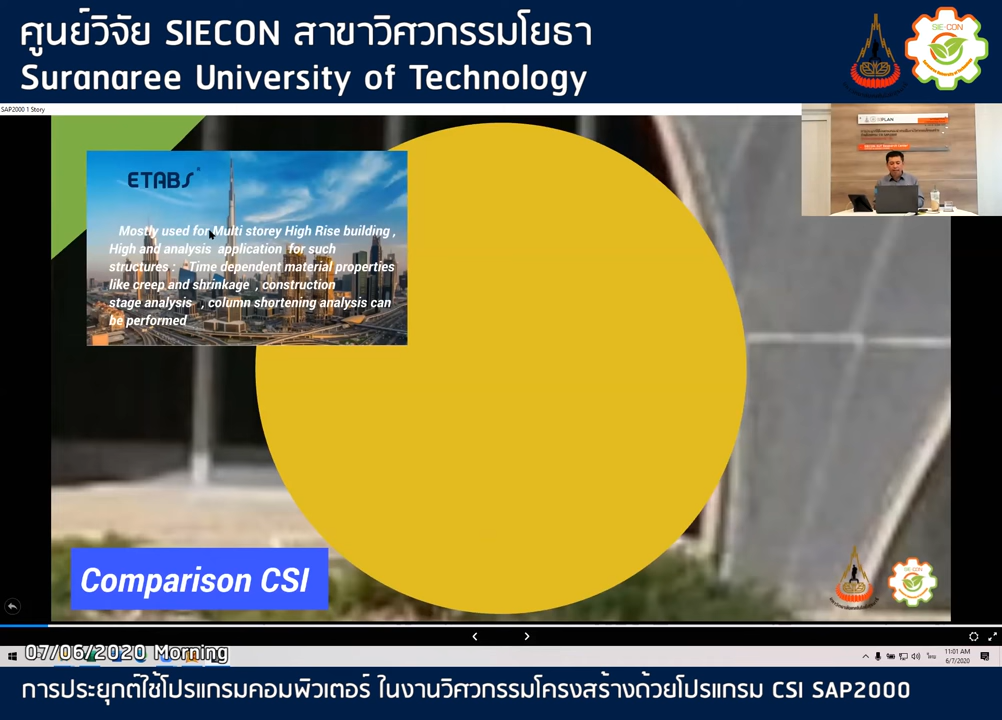 ศูนย์วิจัย SIECON สาขาวิศวกรรมโยธา
Suranaree University of Technology
SAP2000 1 Story
ETABS®
Mostly used for Multi storey High Rise building ,
High and analysis application for such
structures : Time dependent material properties
like creep and shrinkage , construction
stage analysis , column shortening analysis can
be performed
Comparison CSI
SIE-CON
07/06/2020 Morning
11:01 AM
6/7/2020
การประยุกต์ใช้โปรแกรมคอมพิวเตอร์ ในงานวิศวกรรมโครงสร้างด้วยโปรแกรม CSI SAP2000